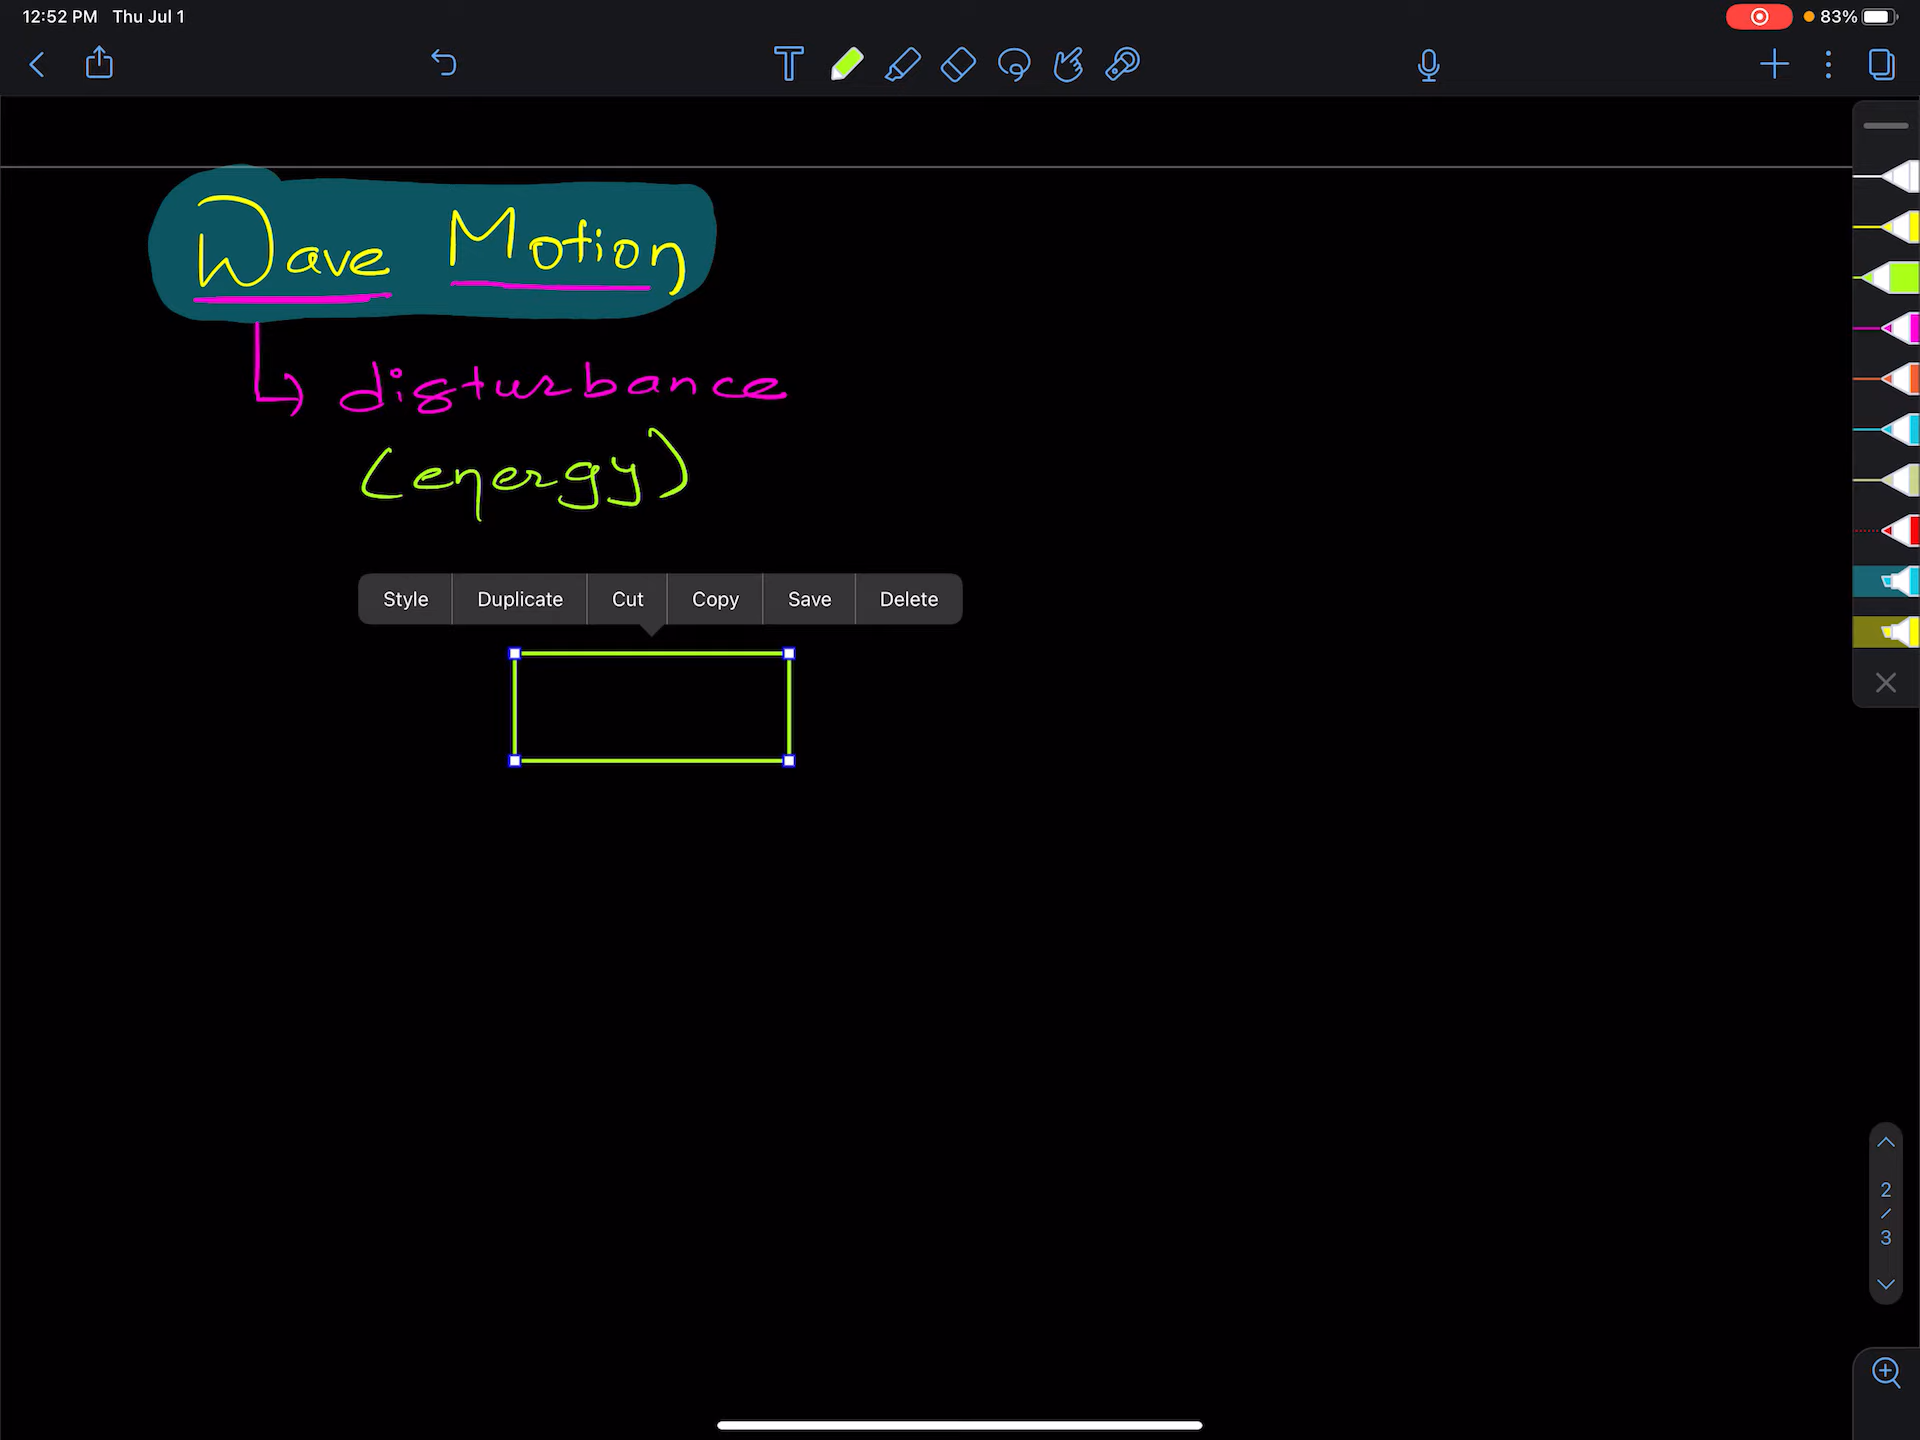 12:52 PM Thu Jul 1
83%
T
Wave Motion
disturbance
(energy)
Style Duplicate Cut Copy Save Delete
2
/
3